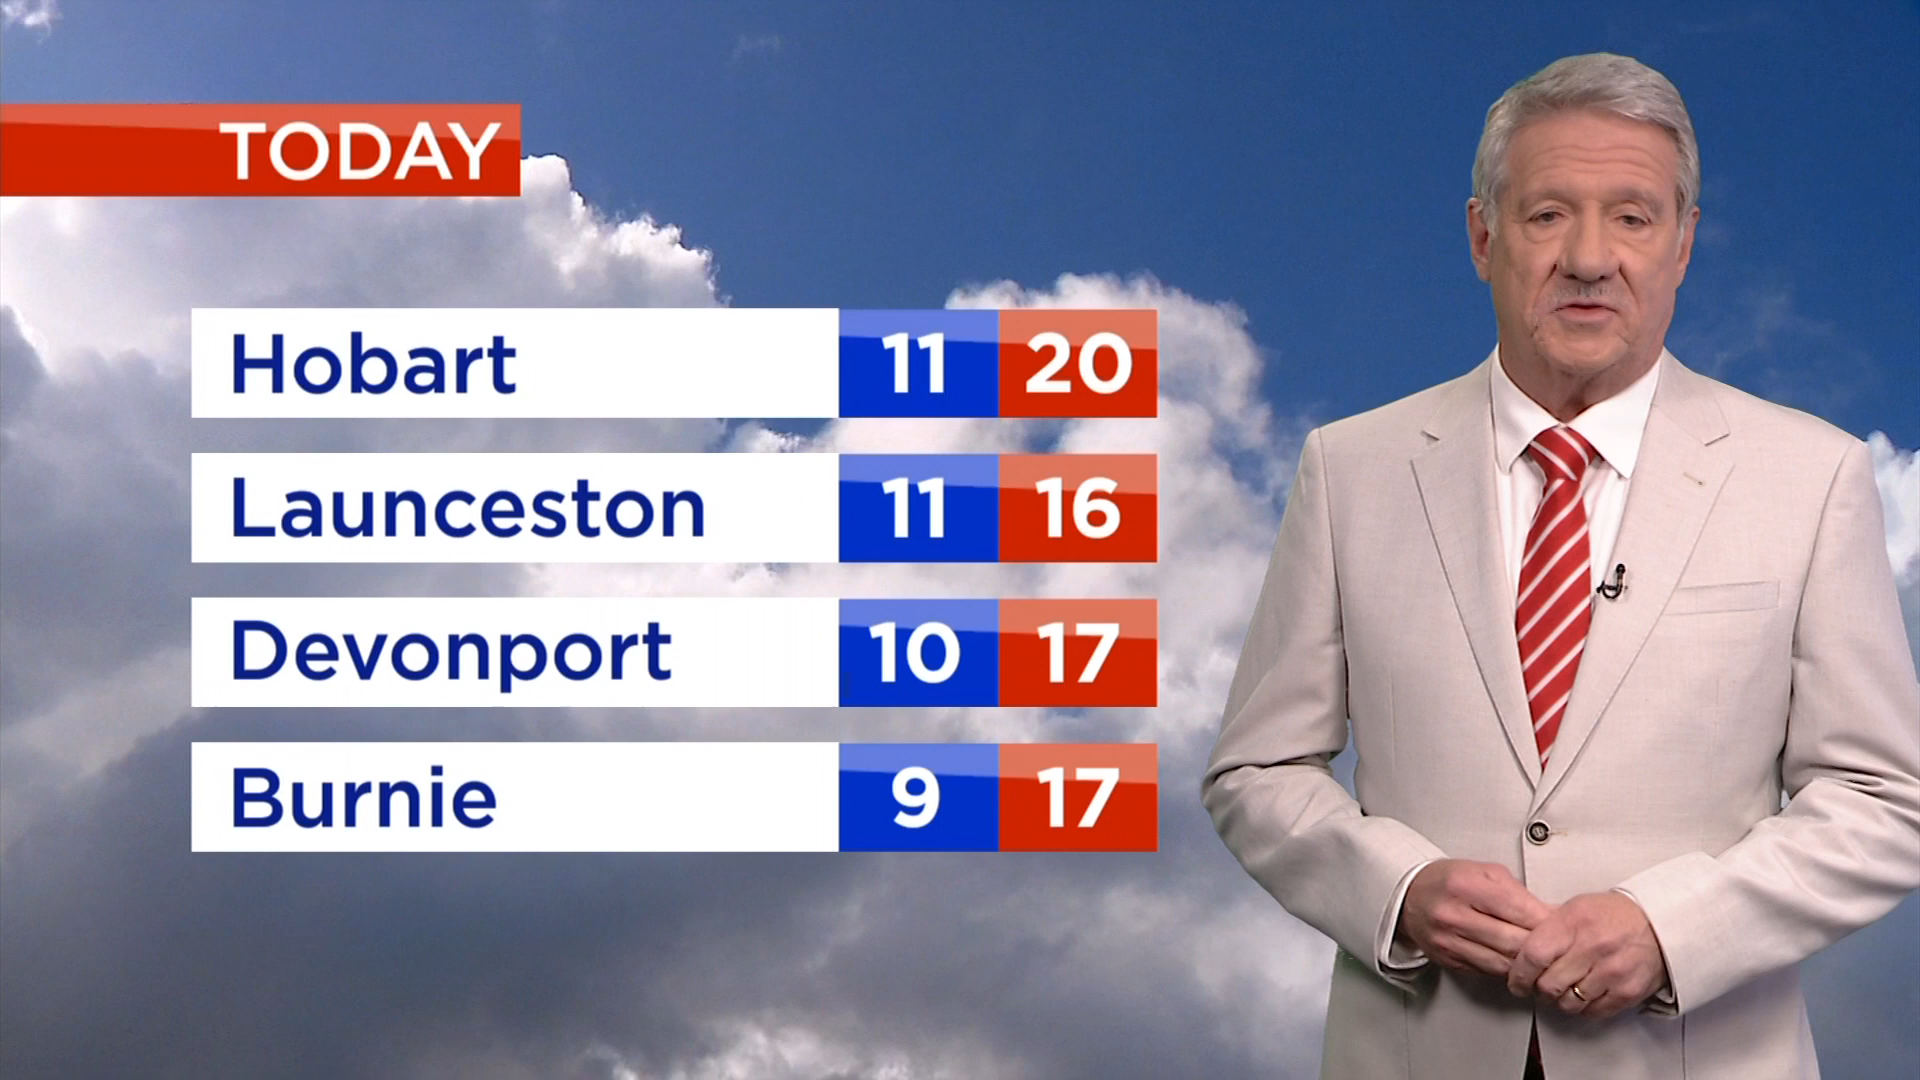 TODAY
Hobart 11 20
Launceston 11 16
Devonport 10 17
Burnie 9 17